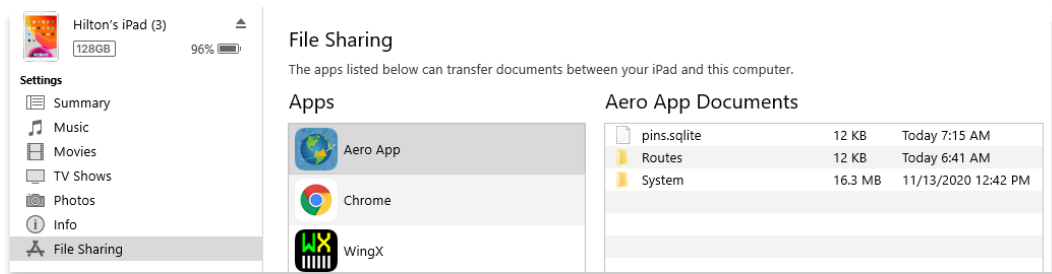 Hilton's iPad (3)
128GB 96%
Settings
Summary
Music
Movies
TV Shows
Photos
Info
File Sharing
File Sharing
The apps listed below can transfer documents between your iPad and this computer.
Apps
Aero App
Chrome
WX
WingX
Aero App Documents
pins.sqlite 12 KB Today 7:15 AM
Routes 12 KB Today 6:41 AM
System 16.3 MB 11/13/2020 12:42 PM